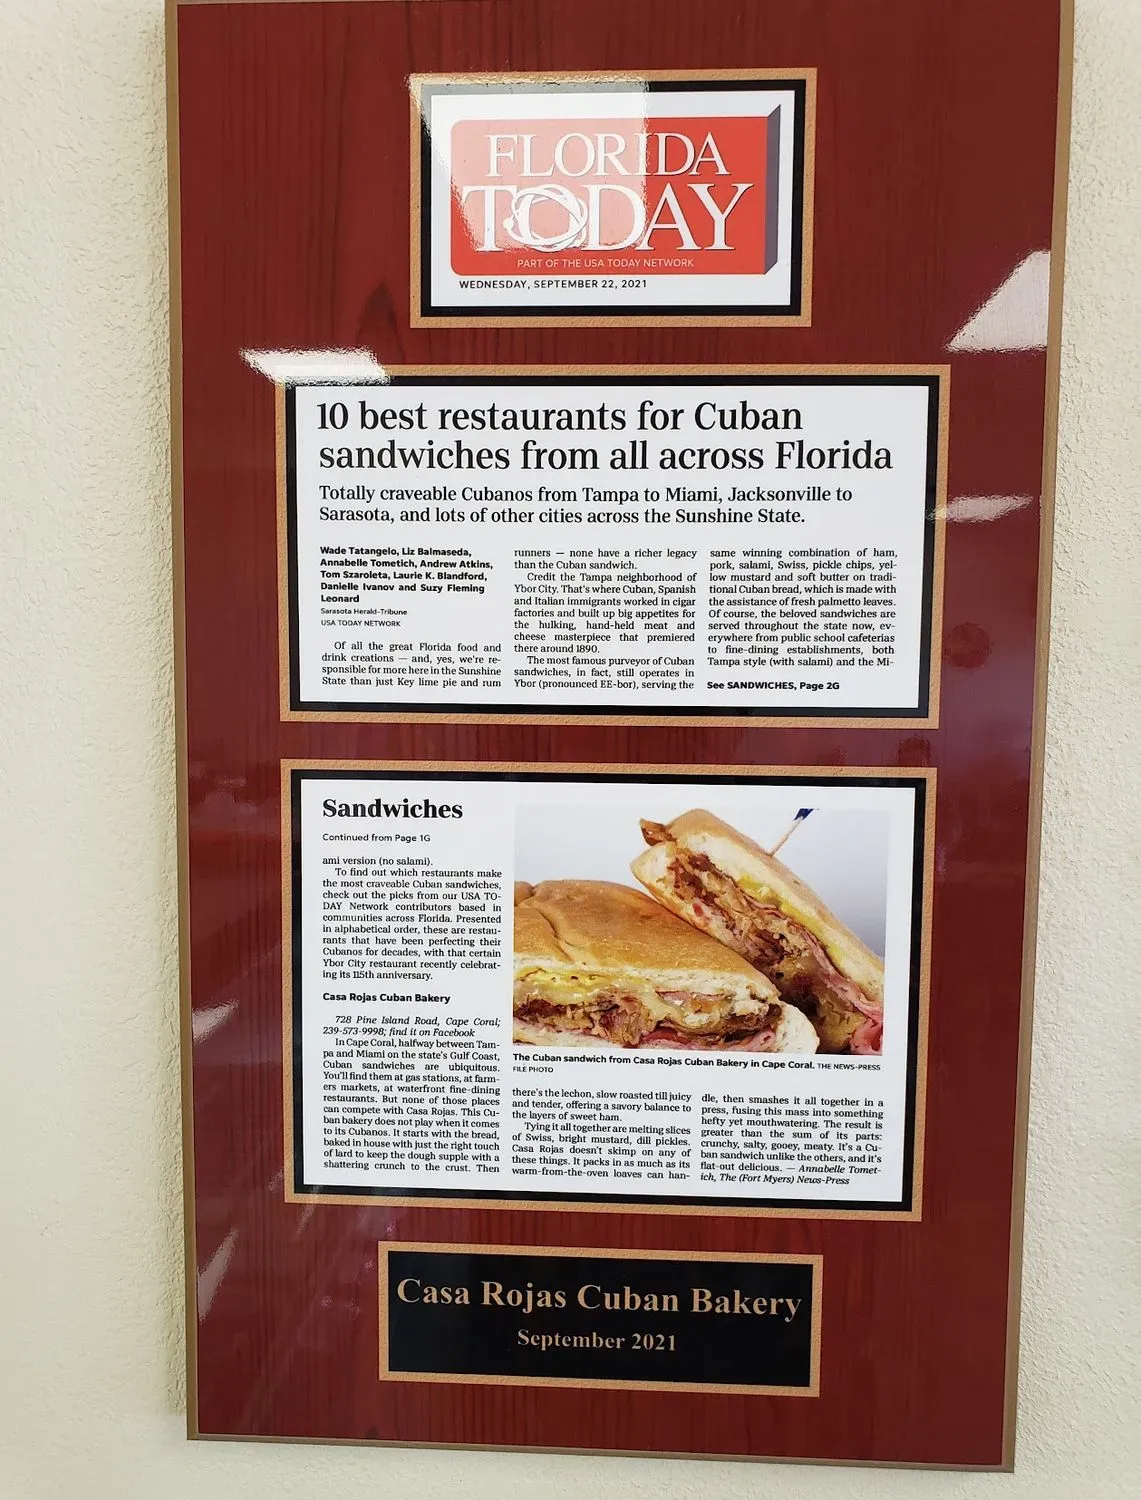 FLORIDA
TODAY
PART OF THE USA TODAY NETWORK
WEDNESDAY, SEPTEMBER 22, 2021
10 best restaurants for Cuban
sandwiches from all across Florida
Totally craveable Cubanos from Tampa to Miami, Jacksonville to
Sarasota, and lots of other cities across the Sunshine State.
Wade Tatangelo, Liz Balmaseda,
Annabelle Tometich, Andrew Atkins,
Tom Szaroleta, Laurie K. Blandford,
Danielle Ivanov and Suzy Fleming
Leonard
Sarasota Herald-Tribune
USA TODAY NETWORK
Of all the great Florida food and
drink creations — and, yes, we're re-
sponsible for more here in the Sunshine
State than just Key lime pie and rum
runners — none have a richer legacy
than the Cuban sandwich.
Credit the Tampa neighborhood of
Ybor City. That's where Cuban, Spanish
and Italian immigrants worked in cigar
factories and built up big appetites for
the hulking, hand-held meat and
cheese masterpiece that premiered
there around 1890.
The most famous purveyor of Cuban
sandwiches, in fact, still operates in
Ybor (pronounced EE-bor), serving the
same winning combination of ham,
pork, salami, Swiss, pickle chips, yel-
low mustard and soft butter on tradi-
tional Cuban bread, which is made with
the assistance of fresh palmetto leaves.
Of course, the beloved sandwiches are
served throughout the state now, ev-
erywhere from public school cafeterias
to fine-dining establishments, both
Tampa style (with salami) and the Mi-
See SANDWICHES, Page 2G
Sandwiches
Continued from Page 1G
ami version (no salami).
To find out which restaurants make
the most craveable Cuban sandwiches,
check out the picks from our USA TO-
DAY Network contributors based in
communities across Florida. Presented
in alphabetical order, these are restau-
rants that have been perfecting their
Cubanos for decades, with that certain
Ybor City restaurant recently celebrat-
ing its 115th anniversary.
Casa Rojas Cuban Bakery
728 Pine Island Road, Cape Coral;
239-573-9998; find it on Facebook
In Cape Coral, halfway between Tam-
pa and Miami on the state's Gulf Coast,
Cuban sandwiches are ubiquitous.
You'll find them at gas stations, at farm-
ers markets, at waterfront fine-dining
restaurants. But none of those places
can compete with Casa Rojas. This Cu-
ban bakery does not play when it comes
to its Cubanos. It starts with the bread,
baked in house with just the right touch
of lard to keep the dough supple with a
shattering crunch to the crust. Then
The Cuban sandwich from Casa Rojas Cuban Bakery in Cape Coral. THE NEWS-PRESS
FILE PHOTO
there's the lechon, slow roasted till juicy
and tender, offering a savory balance to
the layers of sweet ham.
Tying it all together are melting slices
of Swiss, bright mustard, dill pickles.
Casa Rojas doesn't skimp on any of
these things. It packs in as much as its
warm-from-the-oven loaves can han-
dle, then smashes it all together in a
press, fusing this mass into something
hefty yet mouthwatering. The result is
greater than the sum of its parts:
crunchy, salty, gooey, meaty. It's a Cu-
ban sandwich unlike the others, and it's
flat-out delicious. — Annabelle Tomet-
ich, The (Fort Myers) News-Press
Casa Rojas Cuban Bakery
September 2021